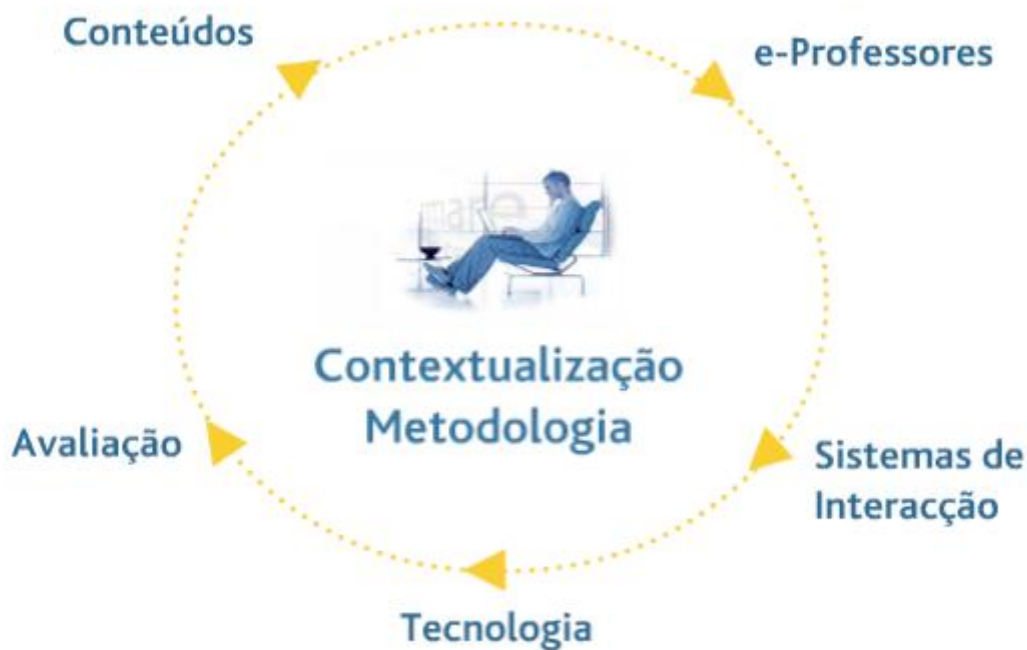 Conteúdos
e-Professores
Contextualização
Metodologia
Avaliação
Sistemas de
Interacção
Tecnologia